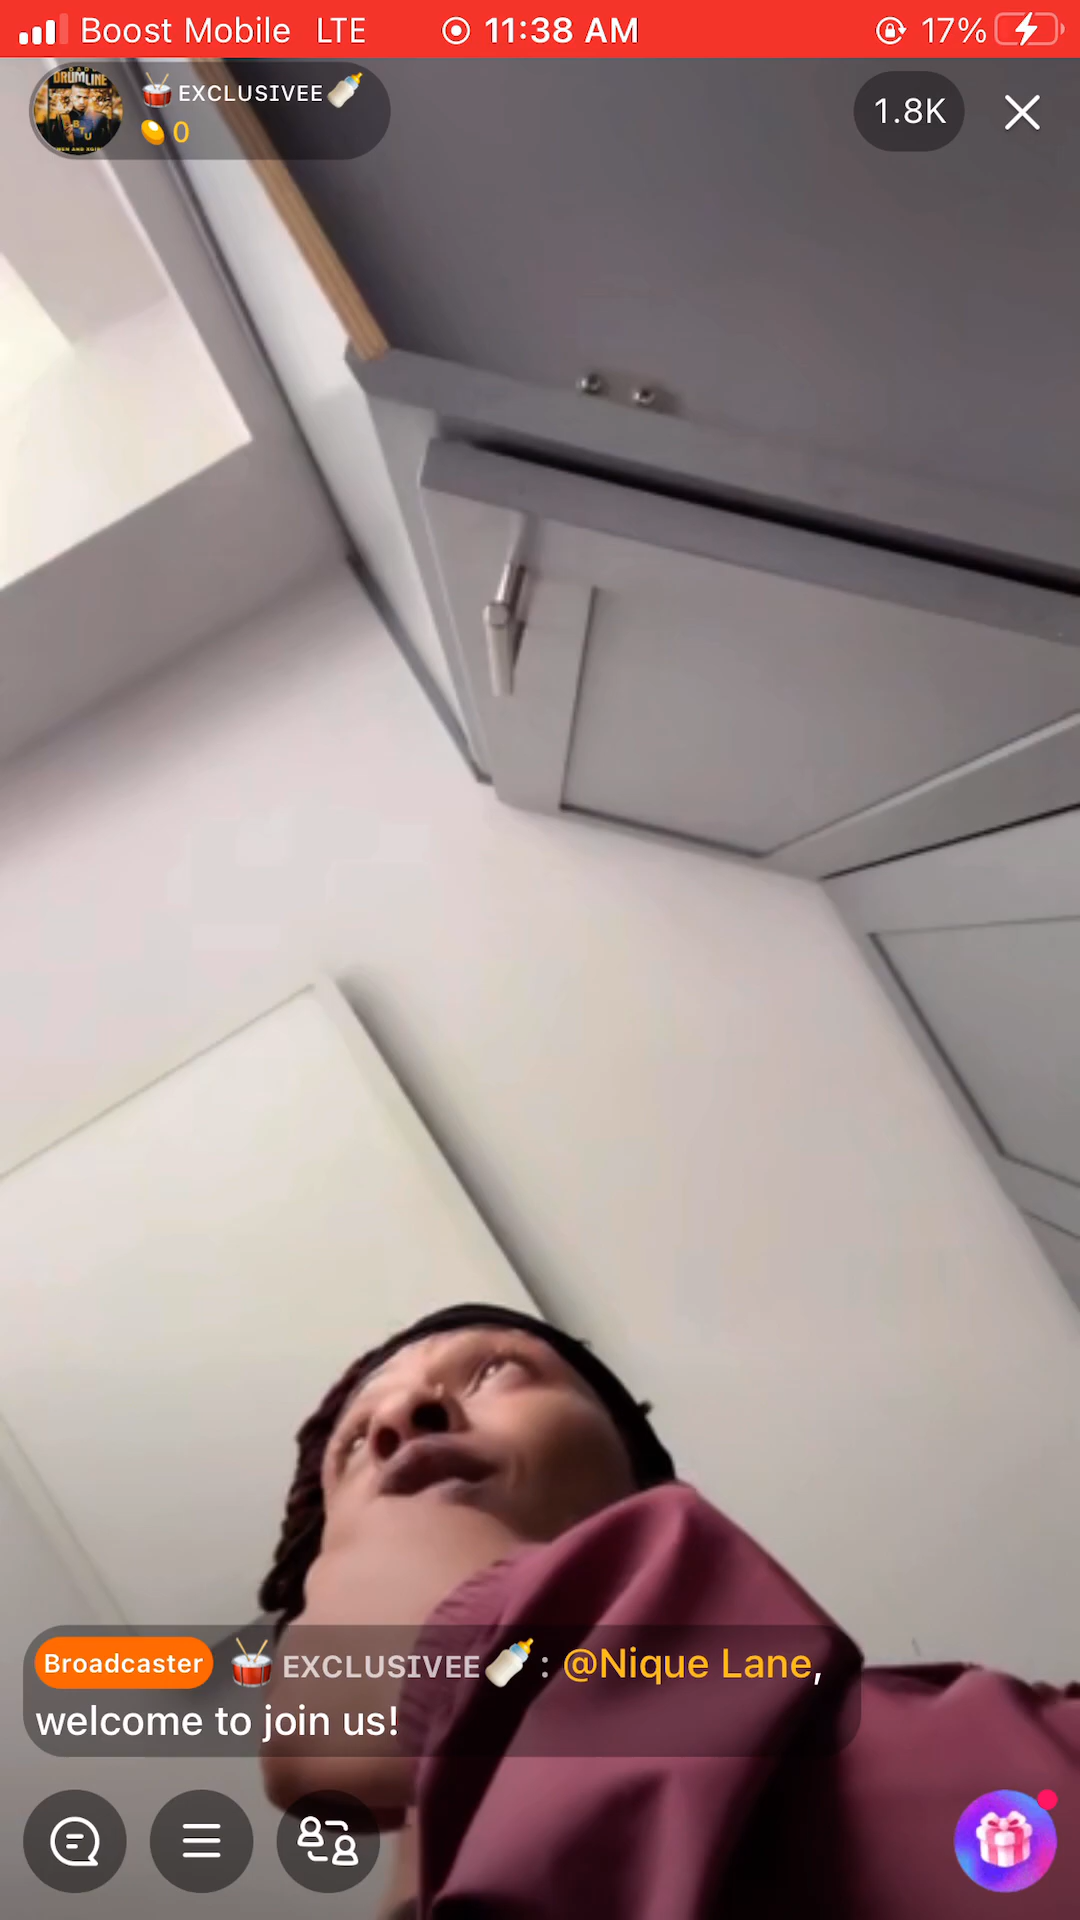 Boost Mobile LTE 11:38 AM 17%
🥁 EXCLUSIVEE🍼
0
1.8K
DRUMLINE
Broadcaster 🥁 EXCLUSIVEE🍼 : @Nique Lane,
welcome to join us!